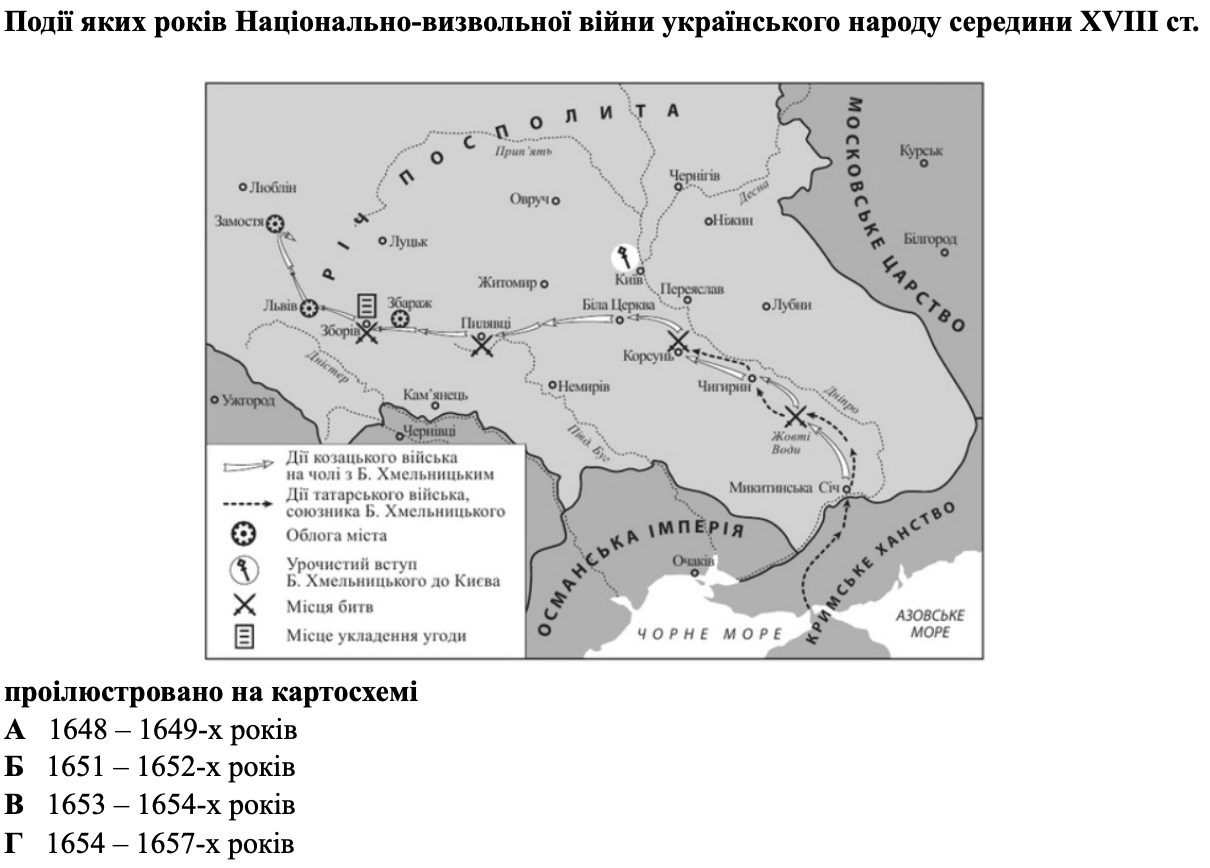 Події яких років Національно-визвольної війни українського народу середини XVIII ст.
РІЧ ПОСПОЛИТА
МОСКОВСЬКЕ ЦАРСТВО
Прип'ять
Курськ
Чернігів
Десна
Люблін
Овруч
Ніжин
Замостя
Луцьк
Білгород
Київ
Житомир
Переяслав
Львів
Збараж
Біла Церква
Лубни
Зборів
Пилявці
Корсунь
Дністер
Чигирин
Немирів
Дніпро
Ужгород
Кам'янець
Чернівці
Півд. Буг
Жовті
Води
Микитинська Січ
ОСМАНСЬКА ІМПЕРІЯ
КРИМСЬКЕ ХАНСТВО
Очаків
ЧОРНЕ МОРЕ
АЗОВСЬКЕ
МОРЕ
Дії козацького війська
на чолі з Б. Хмельницьким
Дії татарського війська,
союзника Б. Хмельницького
Облога міста
Урочистий вступ
Б. Хмельницького до Києва
Місця битв
Місце укладення угоди
проілюстровано на картосхемі
А 1648 – 1649-х років
Б 1651 – 1652-х років
В 1653 – 1654-х років
Г 1654 – 1657-х років